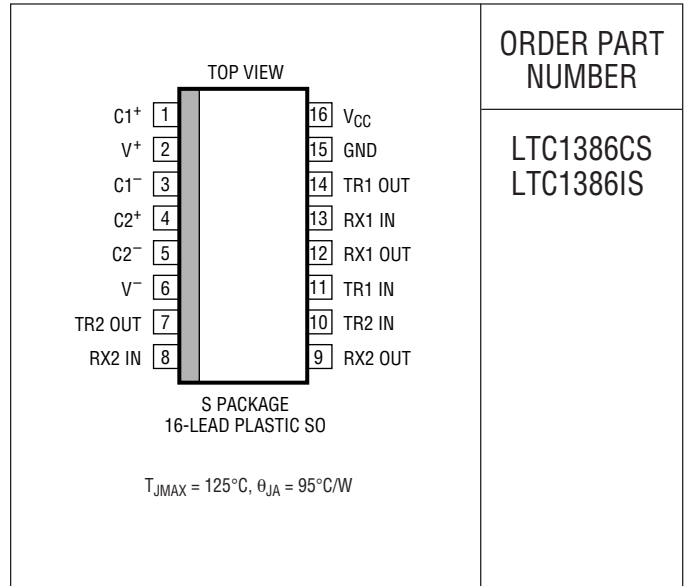 TOP VIEW
C1+ 1
V+ 2
C1− 3
C2+ 4
C2− 5
V− 6
TR2 OUT 7
RX2 IN 8
16 VCC
15 GND
14 TR1 OUT
13 RX1 IN
12 RX1 OUT
11 TR1 IN
10 TR2 IN
9 RX2 OUT
S PACKAGE
16-LEAD PLASTIC SO
TJMAX = 125°C, θJA = 95°C/W
ORDER PART
NUMBER
LTC1386CS
LTC1386IS